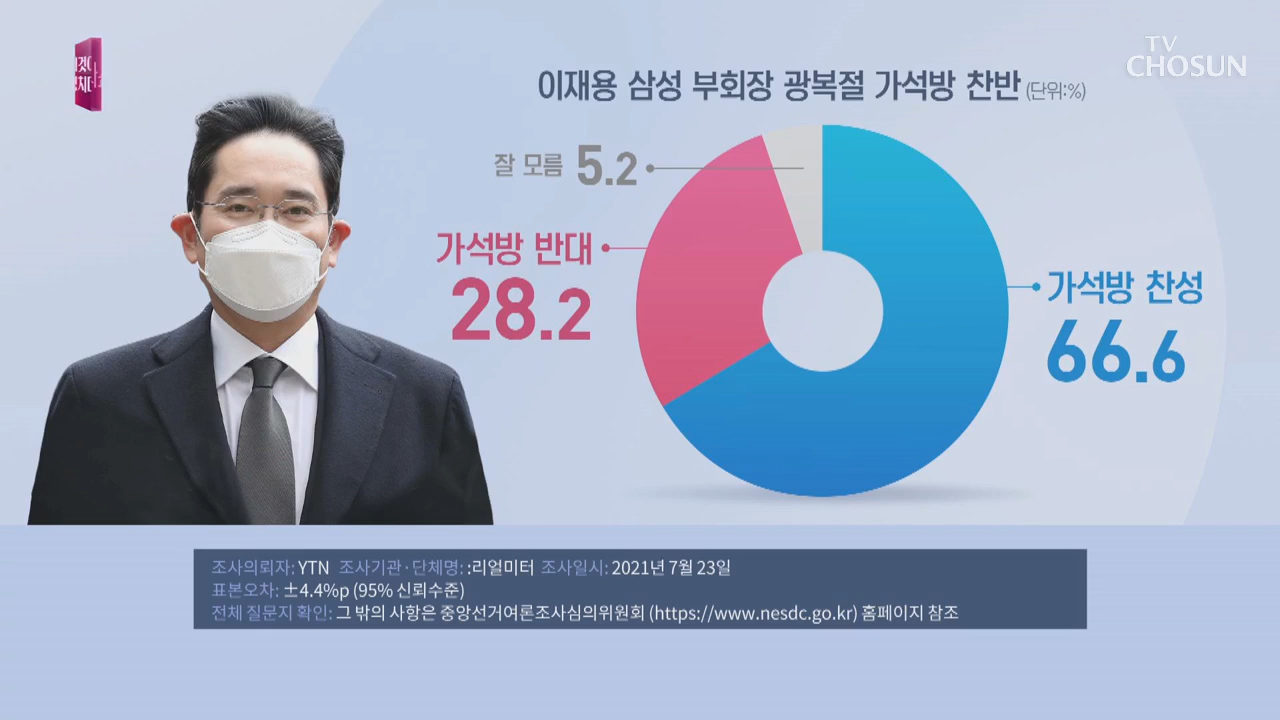 TV
CHOSUN
이재용 삼성 부회장 광복절 가석방 찬반 (단위:%)
잘 모름 5.2
가석방 반대
28.2
가석방 찬성
66.6
조사의뢰자: YTN 조사기관·단체명: :리얼미터 조사일시: 2021년 7월 23일
표본오차: ±4.4%p (95% 신뢰수준)
전체 질문지 확인: 그 밖의 사항은 중앙선거여론조사심의위원회 (https://www.nesdc.go.kr) 홈페이지 참조